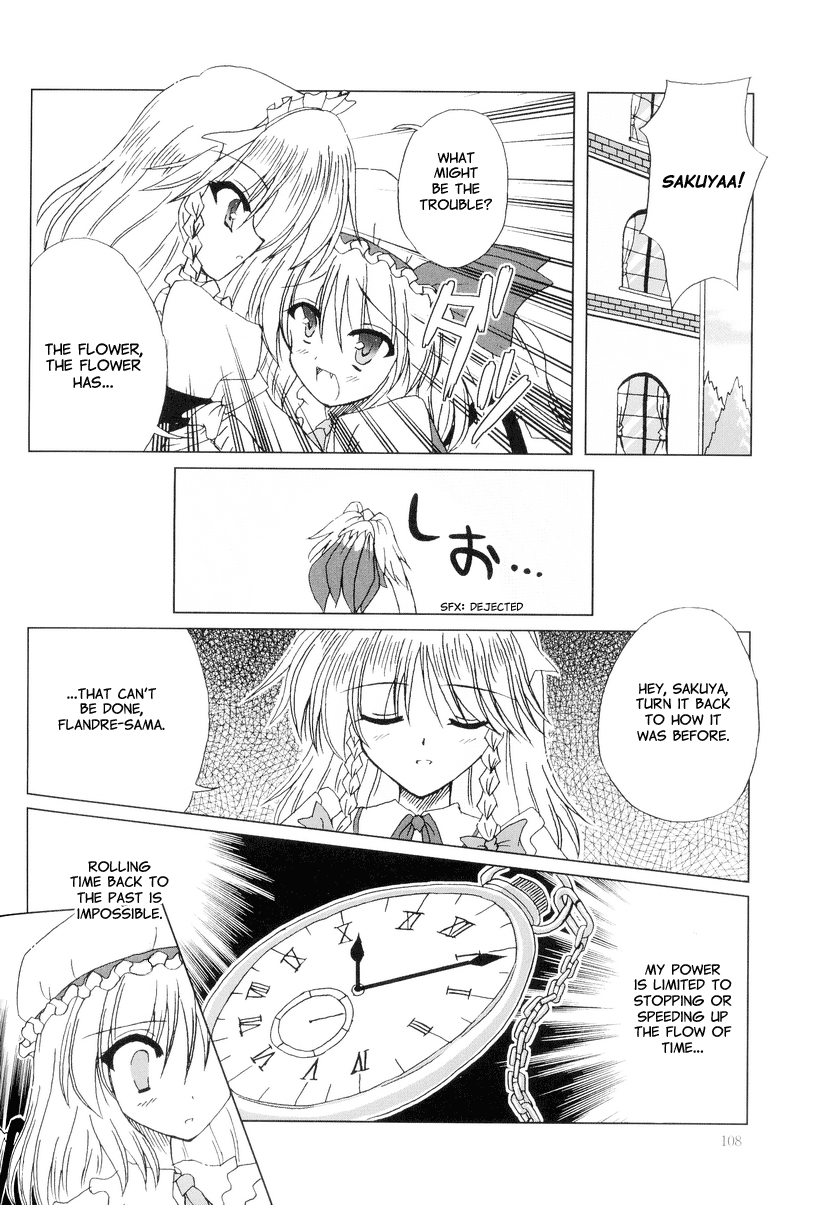 SAKUYAA!
WHAT
MIGHT
BE THE
TROUBLE?
ダダッ
THE FLOWER,
THE FLOWER
HAS...
しお...
SFX: DEJECTED
HEY, SAKUYA,
TURN IT BACK
TO HOW IT
WAS BEFORE.
...THAT CAN'T
BE DONE,
FLANDRE-SAMA.
MY POWER
IS LIMITED TO
STOPPING OR
SPEEDING UP
THE FLOW OF
TIME...
ROLLING
TIME BACK TO
THE PAST IS
IMPOSSIBLE.
108